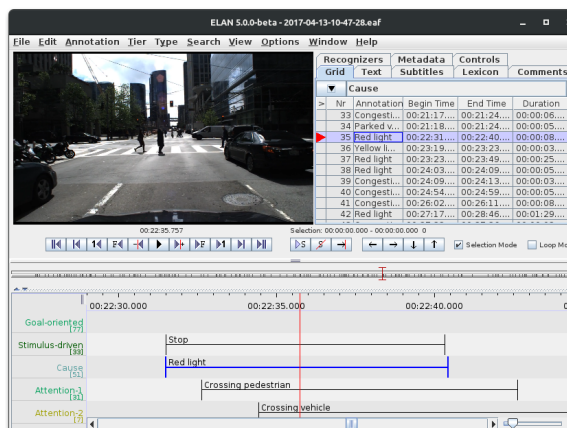 ELAN 5.0.0-beta - 2017-04-13-10-47-28.eaf
File Edit Annotation Tier Type Search View Options Window Help
Recognizers Metadata Controls
Grid Text Subtitles Lexicon Comments
Cause
> Nr Annotation Begin Time End Time Duration
33 Congesti... 00:21:17.... 00:21:24.... 00:00:06....
34 Parked v... 00:21:18.... 00:21:24.... 00:00:05....
35 Red light 00:22:31.... 00:22:40.... 00:00:08....
36 Yellow li... 00:23:19.... 00:23:23.... 00:00:03....
37 Red light 00:23:23.... 00:23:49.... 00:00:25....
38 Red light 00:24:03.... 00:24:09.... 00:00:05....
39 Congesti... 00:24:09.... 00:24:13.... 00:00:03....
40 Congesti... 00:24:54.... 00:24:59.... 00:00:05....
41 Congesti... 00:26:02.... 00:26:11.... 00:00:08....
42 Red light 00:27:17.... 00:28:46.... 00:01:29....
00:22:35.757
Selection: 00:00:00.000 - 00:00:00.000 0
Selection Mode Loop Mo
00:22:30.000 00:22:35.000 00:22:40.000
Goal-oriented
[77]
Stimulus-driven
[33]
Stop
Cause
[51]
Red light
Attention-1
[31]
Crossing pedestrian
Attention-2
[7]
Crossing vehicle